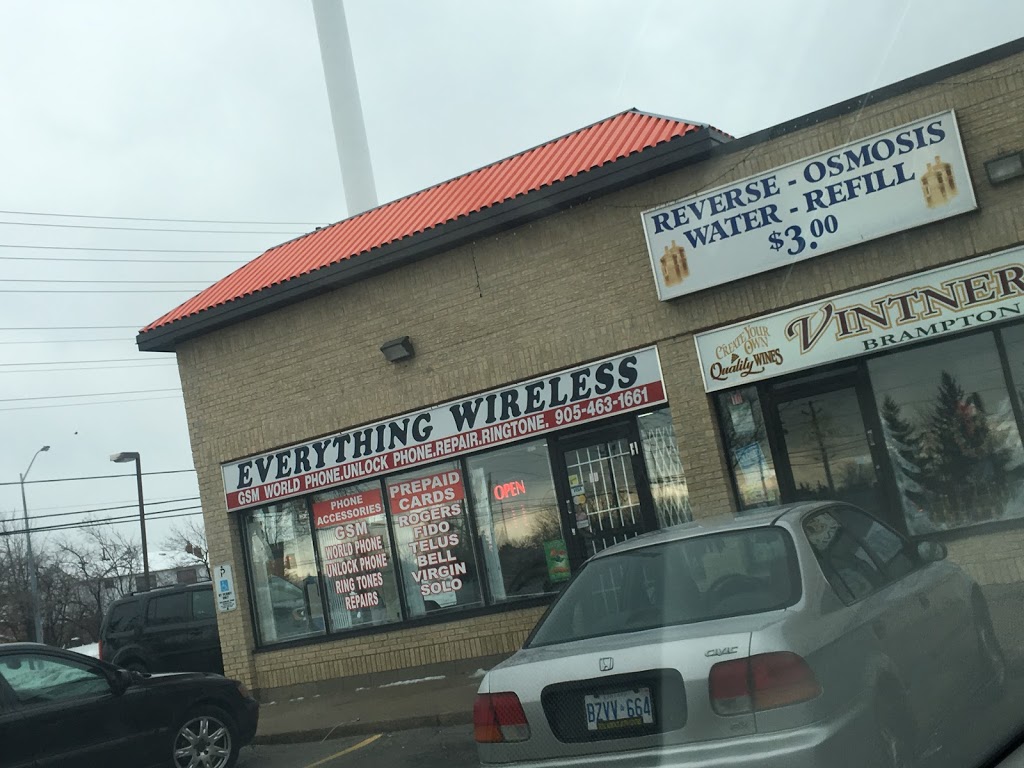 REVERSE - OSMOSIS
WATER - REFILL
$3.00
CREATE YOUR
OWN
Quality WINES
VINTNER
BRAMPTON
EVERYTHING WIRELESS
GSM WORLD PHONE.UNLOCK PHONE.REPAIR.RINGTONE. 905-463-1661
PHONE
ACCESSORIES
GSM
WORLD PHONE
UNLOCK PHONE
RING TONES
REPAIRS
PREPAID
CARDS
ROGERS
FIDO
TELUS
BELL
VIRGIN
SOLO
OPEN
CIVIC
BZVV 664